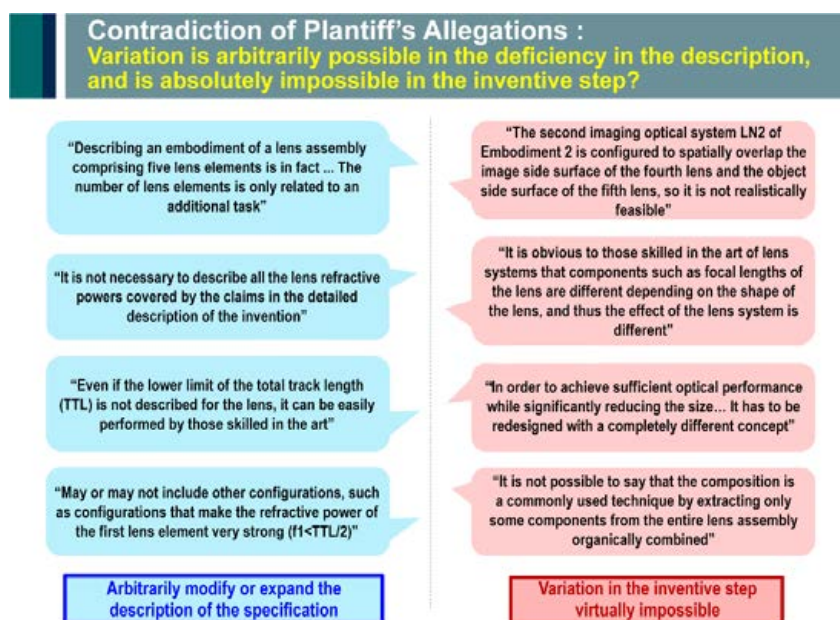 Contradiction of Plantiff's Allegations :
Variation is arbitrarily possible in the deficiency in the description,
and is absolutely impossible in the inventive step?
“Describing an embodiment of a lens assembly
comprising five lens elements is in fact ... The
number of lens elements is only related to an
additional task”
“It is not necessary to describe all the lens refractive
powers covered by the claims in the detailed
description of the invention”
“Even if the lower limit of the total track length
(TTL) is not described for the lens, it can be easily
performed by those skilled in the art”
“May or may not include other configurations, such
as configurations that make the refractive power of
the first lens element very strong (f1<TTL/2)”
Arbitrarily modify or expand the
description of the specification
“The second imaging optical system LN2 of
Embodiment 2 is configured to spatially overlap the
image side surface of the fourth lens and the object
side surface of the fifth lens, so it is not realistically
feasible”
“It is obvious to those skilled in the art of lens
systems that components such as focal lengths of
the lens are different depending on the shape of
the lens, and thus the effect of the lens system is
different”
“In order to achieve sufficient optical performance
while significantly reducing the size... It has to be
redesigned with a completely different concept”
“It is not possible to say that the composition is
a commonly used technique by extracting only
some components from the entire lens assembly
organically combined”
Variation in the inventive step
virtually impossible